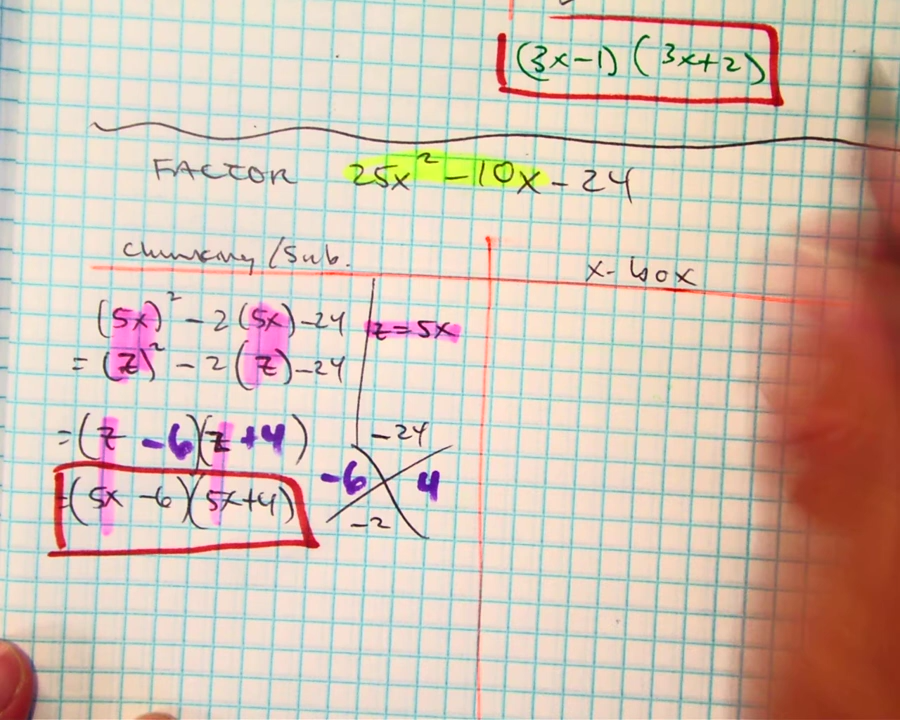 (3x-1)(3x+2)
FACTOR 25x² - 10x - 24
chunking/Sub.
x-box
(5x)² - 2(5x) - 24
z = 5x
= (z)² - 2(z) - 24
= (z - 6)(z + 4)
-24
-6 4
-2
= (5x - 6)(5x + 4)